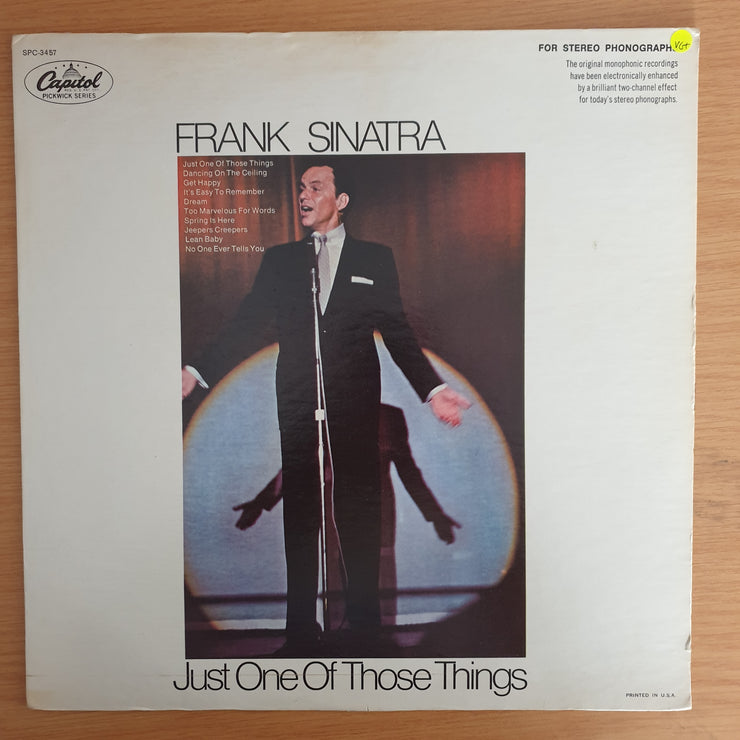 SPC-3457
Capitol
PICKWICK SERIES
FOR STEREO PHONOGRAPH
VG+
The original monophonic recordings
have been electronically enhanced
by a brilliant two-channel effect
for today's stereo phonographs.
FRANK SINATRA
Just One Of Those Things
Dancing On The Ceiling
Get Happy
It's Easy To Remember
Dream
Too Marvelous For Words
Spring Is Here
Jeepers Creepers
Lean Baby
No One Ever Tells You
Just One Of Those Things
PRINTED IN U.S.A.